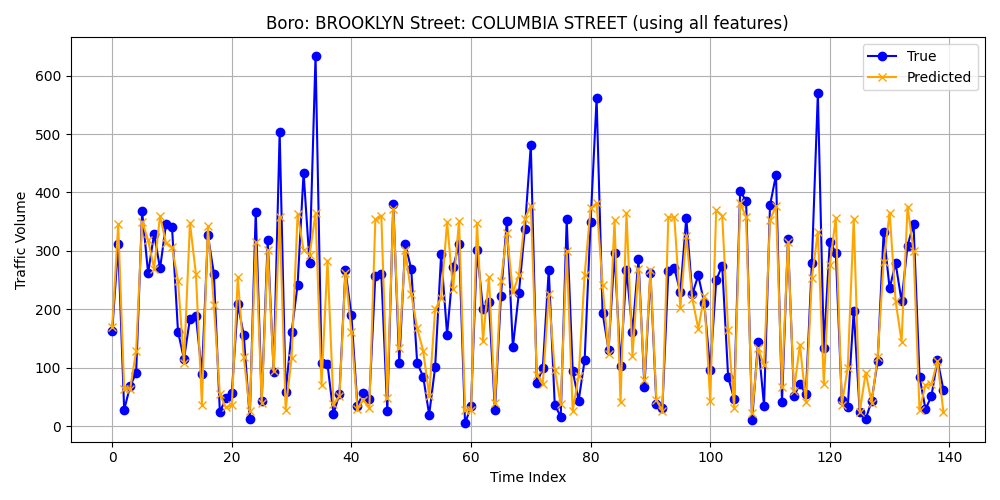 Boro: BROOKLYN Street: COLUMBIA STREET (using all features)
True
Predicted
Traffic Volume
600
500
400
300
200
100
0
0 20 40 60 80 100 120 140
Time Index